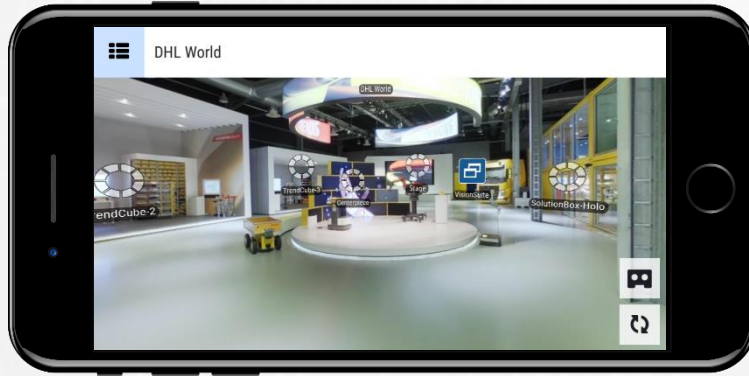 DHL World
DHL World
TrendCube-3
Stage
VisionSuite
Centerpiece
TrendCube-2
SolutionBox-Holo